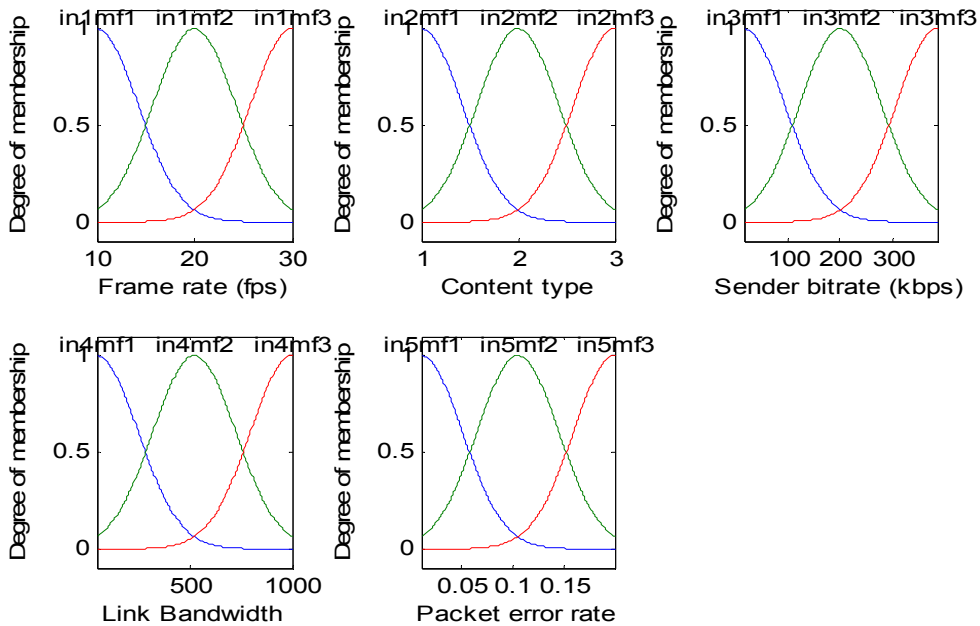 in1mf1 in1mf2 in1mf3
1
0.5
0
Degree of membership
10 20 30
Frame rate (fps)
in2mf1 in2mf2 in2mf3
1
0.5
0
Degree of membership
1 2 3
Content type
in3mf1 in3mf2 in3mf3
1
0.5
0
Degree of membership
100 200 300
Sender bitrate (kbps)
in4mf1 in4mf2 in4mf3
1
0.5
0
Degree of membership
500 1000
Link Bandwidth
in5mf1 in5mf2 in5mf3
1
0.5
0
Degree of membership
0.05 0.1 0.15
Packet error rate